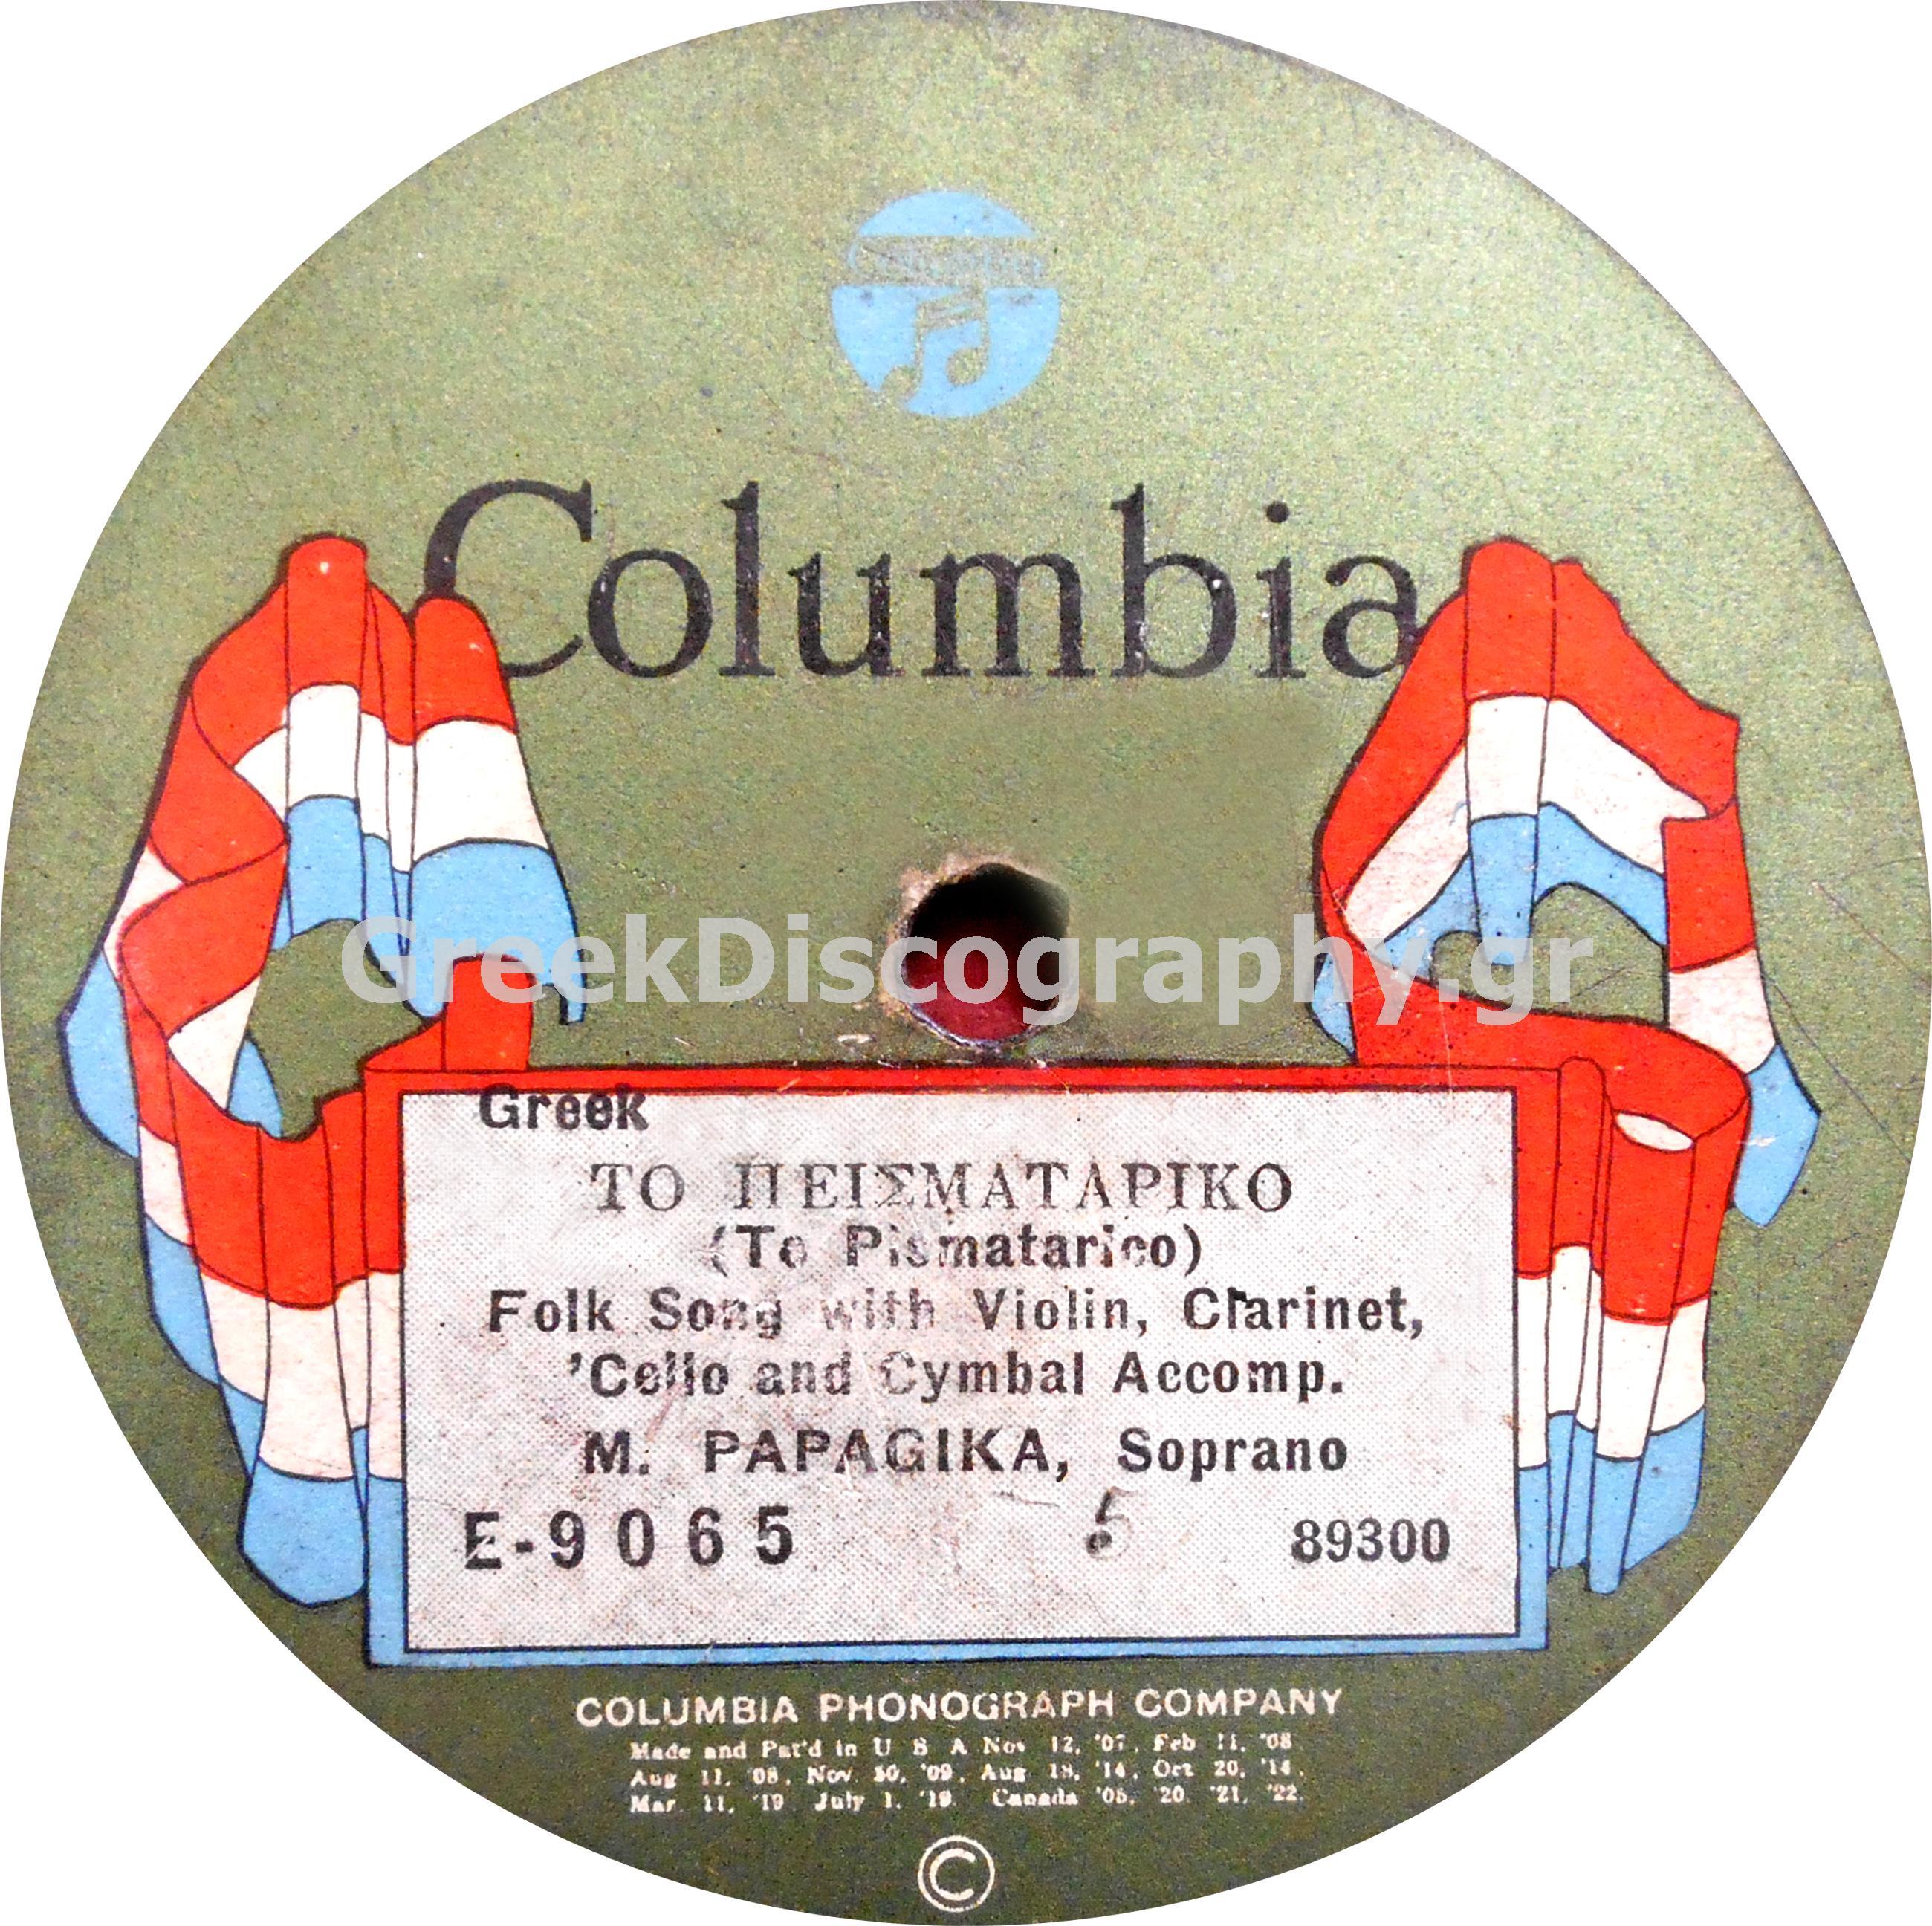 Columbia
Columbia
GreekDiscography.gr
Greek
ΤΟ ΠΕΙΣΜΑΤΑΡΙΚΟ
(To Pismatarico)
Folk Song with Violin, Clarinet,
'Cello and Cymbal Accomp.
M. PAPAGIKA, Soprano
E-9065 5 89300
COLUMBIA PHONOGRAPH COMPANY
Made and Pat'd in U S A Nov 12, '07, Feb 11, '08
Aug 11, '08, Nov 30, '09, Aug 18, '14, Oct 20, '14,
Mar 11, '19 July 1, '19 Canada '05, '20 '21, '22.
©